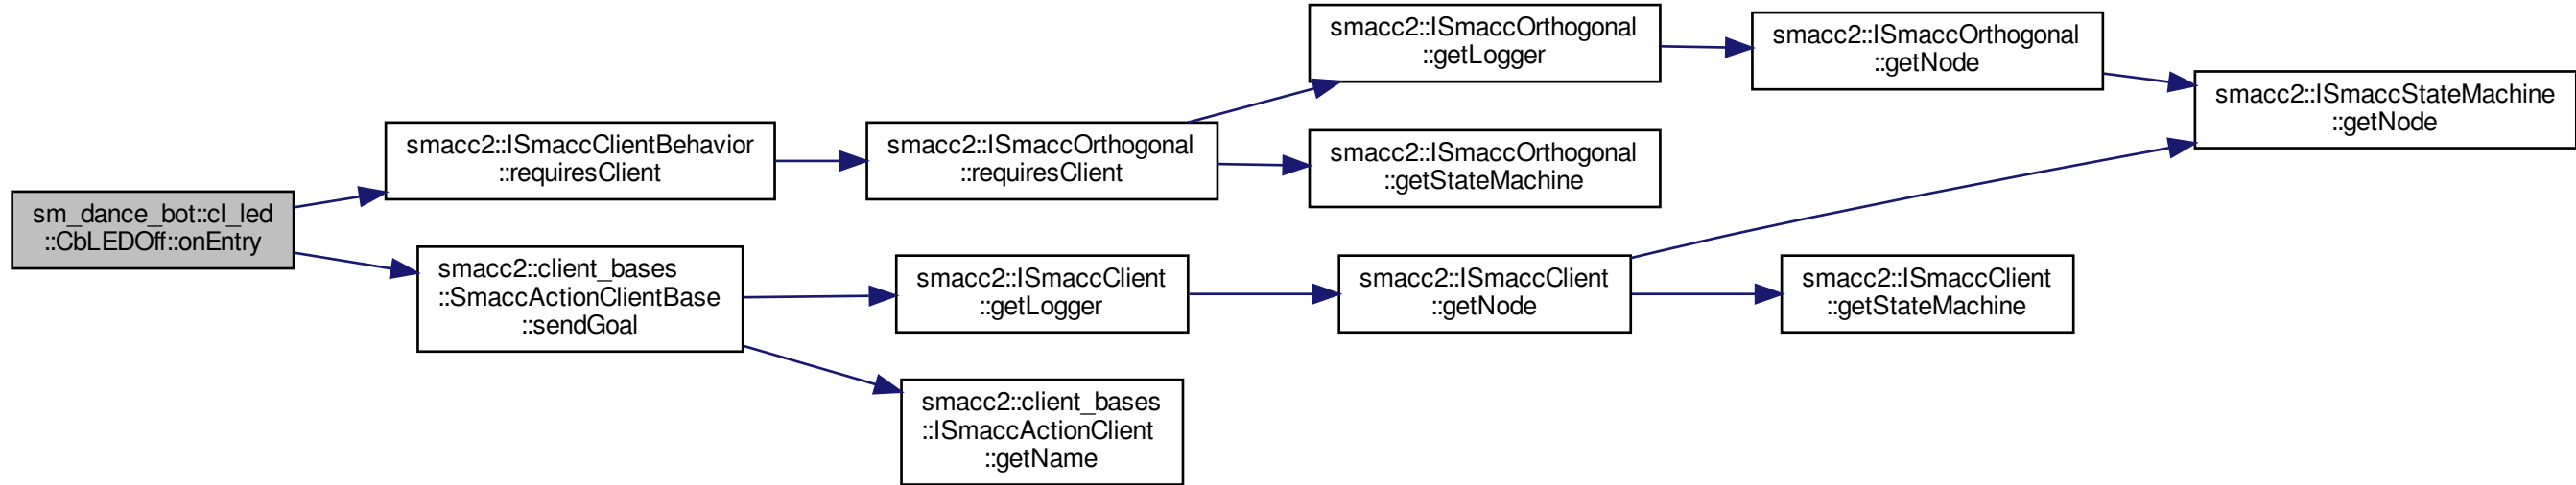 sm_dance_bot::cl_led
::CbLEDOff::onEntry
smacc2::ISmaccClientBehavior
::requiresClient
smacc2::ISmaccOrthogonal
::requiresClient
smacc2::ISmaccOrthogonal
::getLogger
smacc2::ISmaccOrthogonal
::getNode
smacc2::ISmaccStateMachine
::getNode
smacc2::ISmaccOrthogonal
::getStateMachine
smacc2::client_bases
::SmaccActionClientBase
::sendGoal
smacc2::ISmaccClient
::getLogger
smacc2::ISmaccClient
::getNode
smacc2::ISmaccClient
::getStateMachine
smacc2::client_bases
::ISmaccActionClient
::getName